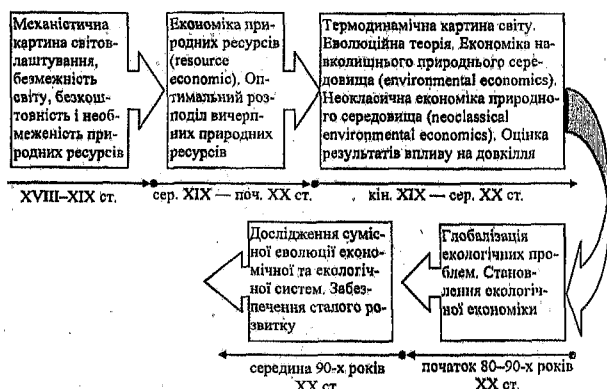 Механістична
картина світов-
лаштування,
безмежність
світу, безкош-
товність і необ-
меженість при-
родних ресурсів
Економіка при-
родних ресурсів
(resource
economic). Оп-
тимальний роз-
поділ вичерп-
них природних
ресурсів
Термодинамічна картина світу.
Еволюційна теорія. Економіка на-
вколишнього природнього сере-
довища (environmental economics).
Неокласична економіка природно-
го середовища (neoclassical
environmental economics). Оцінка
результатів впливу на довкілля
XVIII–XIX ст.
сер. XIX — поч. XX ст.
кін. XIX — сер. XX ст.
Дослідження суміс-
ної еволюції еконо-
мічної та екологіч-
ної систем. Забез-
печення сталого ро-
звитку
Глобалізація
екологічних проб-
лем. Станов-
лення екологіч-
ної економіки
середина 90-х років
XX ст.
початок 80–90-х років
XX ст.